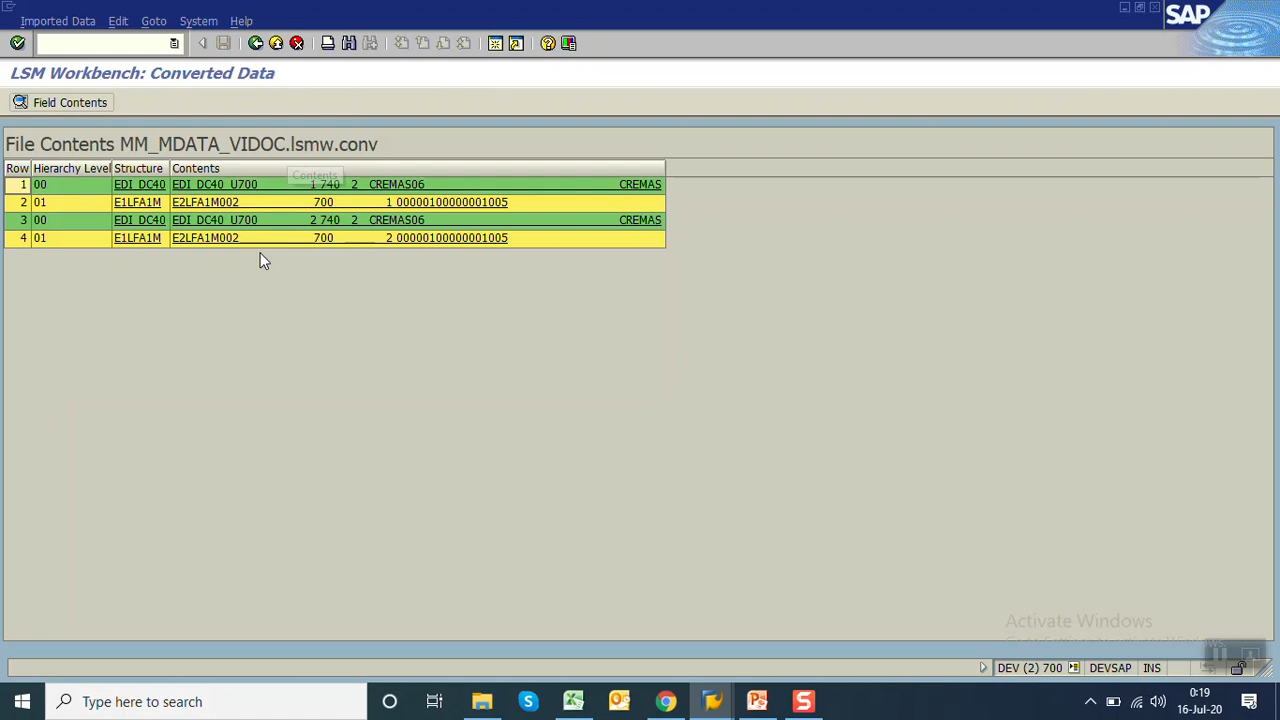 Imported Data Edit Goto System Help
SAP
LSM Workbench: Converted Data
Field Contents
File Contents MM_MDATA_VIDOC.lsmw.conv
Row Hierarchy Level Structure Contents
Contents
1 00 EDI_DC40 EDI_DC40_U700 1 740 2 CREMAS06 CREMAS
2 01 E1LFA1M E2LFA1M002 700 1 00000100000001005
3 00 EDI_DC40 EDI_DC40_U700 2 740 2 CREMAS06 CREMAS
4 01 E1LFA1M E2LFA1M002 700 2 00000100000001005
Activate Windows
DEV (2) 700 DEVSAP INS
Type here to search
0:19
16-Jul-20